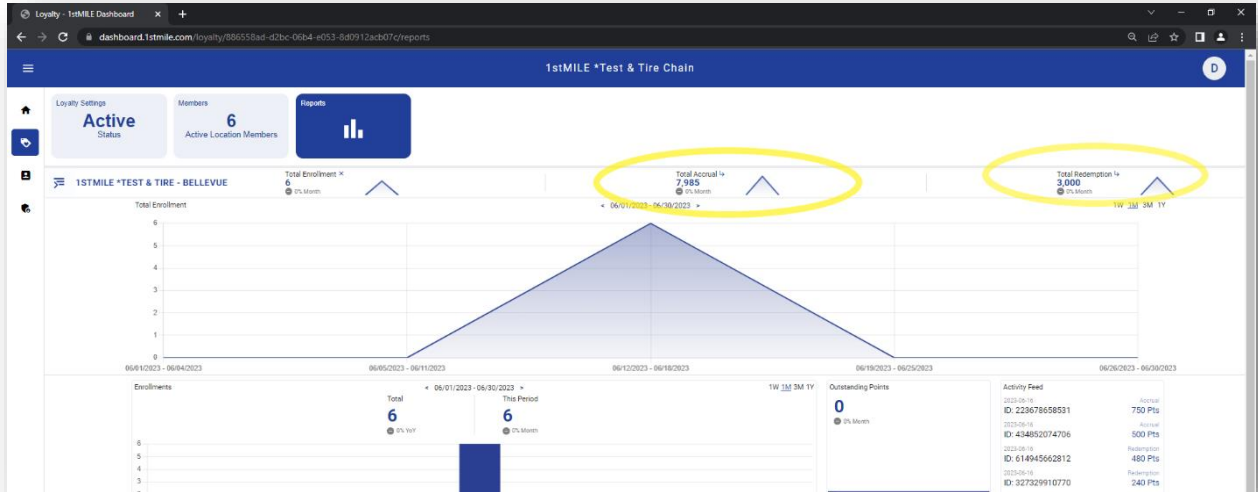 Loyalty - 1stMILE Dashboard
dashboard.1stmile.com/loyalty/886558ad-d2bc-06b4-e053-8d0912acb07c/reports
1stMILE *Test & Tire Chain
D
Loyalty Settings
Active
Status
Members
6
Active Location Members
Reports
1STMILE *TEST & TIRE - BELLEVUE
Total Enrollment
6
0% Month
Total Accrual
7,985
0% Month
Total Redemption
3,000
0% Month
Total Enrollment
< 06/01/2023 - 06/30/2023 >
1W 1M 3M 1Y
6
5
4
3
2
1
0
06/01/2023 - 06/04/2023
06/05/2023 - 06/11/2023
06/12/2023 - 06/18/2023
06/19/2023 - 06/25/2023
06/26/2023 - 06/30/2023
Enrollments
< 06/01/2023 - 06/30/2023 >
1W 1M 3M 1Y
Total
6
0% YoY
This Period
6
0% Month
6
5
4
3
Outstanding Points
0
0% Month
Activity Feed
2023-06-16 Accrual
ID: 223678658531 750 Pts
2023-06-16 Accrual
ID: 434852074706 500 Pts
2023-06-16 Redemption
ID: 614945662812 480 Pts
2023-06-16 Redemption
ID: 327329910770 240 Pts